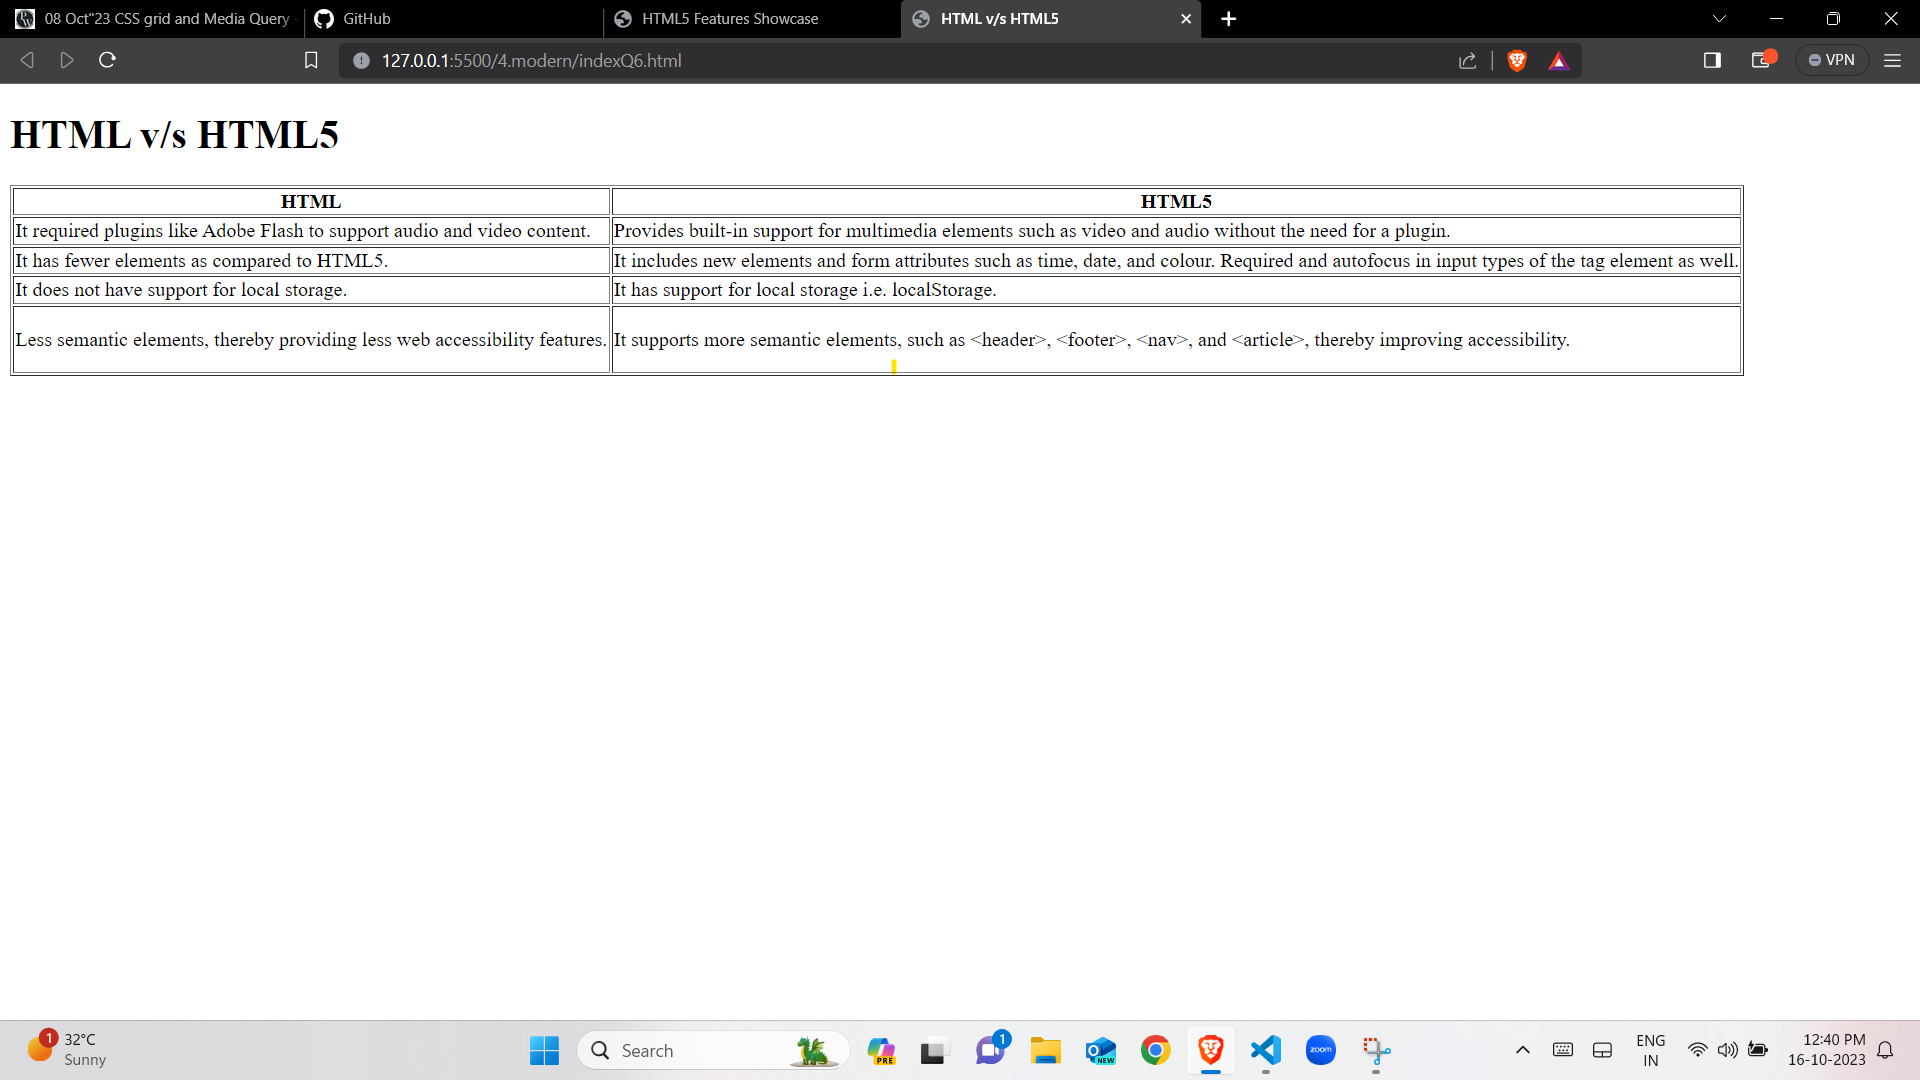 08 Oct"23 CSS grid and Media Query
GitHub
HTML5 Features Showcase
HTML v/s HTML5
127.0.0.1:5500/4.modern/indexQ6.html
VPN
HTML v/s HTML5
HTML HTML5
It required plugins like Adobe Flash to support audio and video content. Provides built-in support for multimedia elements such as video and audio without the need for a plugin.
It has fewer elements as compared to HTML5. It includes new elements and form attributes such as time, date, and colour. Required and autofocus in input types of the tag element as well.
It does not have support for local storage. It has support for local storage i.e. localStorage.
Less semantic elements, thereby providing less web accessibility features. It supports more semantic elements, such as <header>, <footer>, <nav>, and <article>, thereby improving accessibility.
1
32°C
Sunny
Search
PRE
1
NEW
zoom
ENG
IN
12:40 PM
16-10-2023